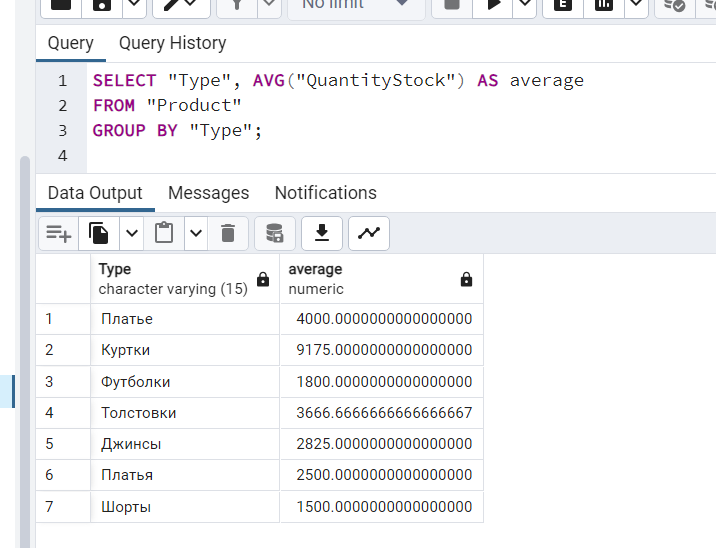 No limit
Query Query History
1 SELECT "Type", AVG("QuantityStock") AS average
2 FROM "Product"
3 GROUP BY "Type";
4
Data Output Messages Notifications
Type average
character varying (15) numeric
1 Платье 4000.0000000000000000
2 Куртки 9175.0000000000000000
3 Футболки 1800.0000000000000000
4 Толстовки 3666.6666666666666667
5 Джинсы 2825.0000000000000000
6 Платья 2500.0000000000000000
7 Шорты 1500.0000000000000000